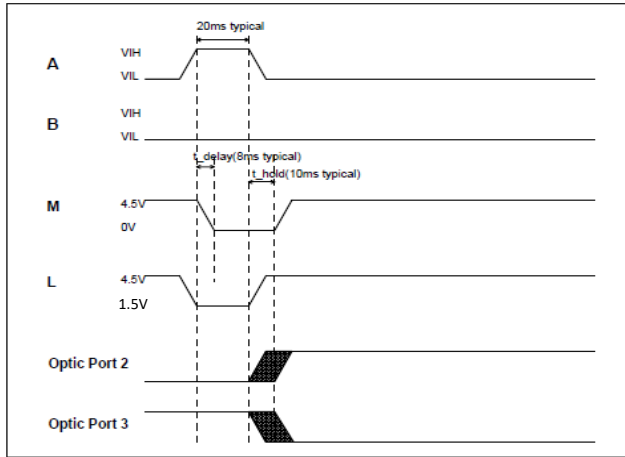 20ms typical
A
VIH
VIL
B
VIH
VIL
t_delay(8ms typical)
t_hold(10ms typical)
M
4.5V
0V
L
4.5V
1.5V
Optic Port 2
Optic Port 3